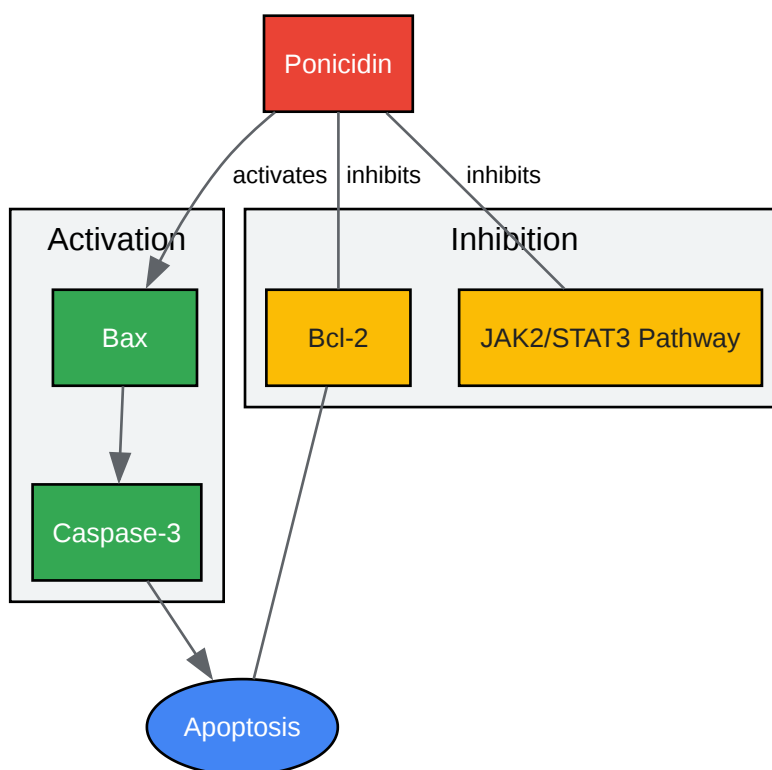 Ponicidin
activates
inhibits
inhibits
Activation
Inhibition
Bax
Bcl-2
JAK2/STAT3 Pathway
Caspase-3
Apoptosis